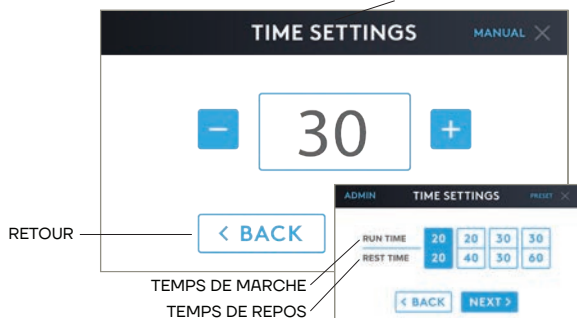 TIME SETTINGS MANUAL
30
RETOUR
< BACK
ADMIN TIME SETTINGS PRESET
RUN TIME 20 20 30 30
REST TIME 20 40 30 60
< BACK NEXT >
TEMPS DE MARCHE
TEMPS DE REPOS